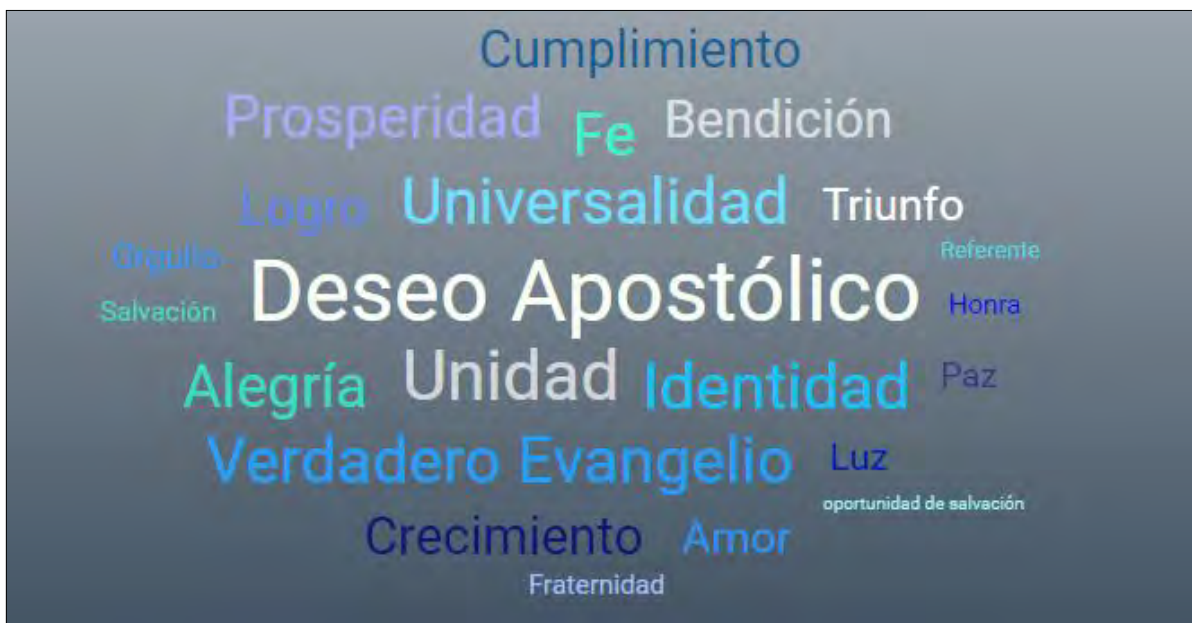 Cumplimiento
Prosperidad Fe Bendición
Logro Universalidad Triunfo
Orgullo Referente
Salvación Deseo Apostólico Honra
Alegría Unidad Identidad Paz
Verdadero Evangelio Luz
oportunidad de salvación
Crecimiento Amor
Fraternidad